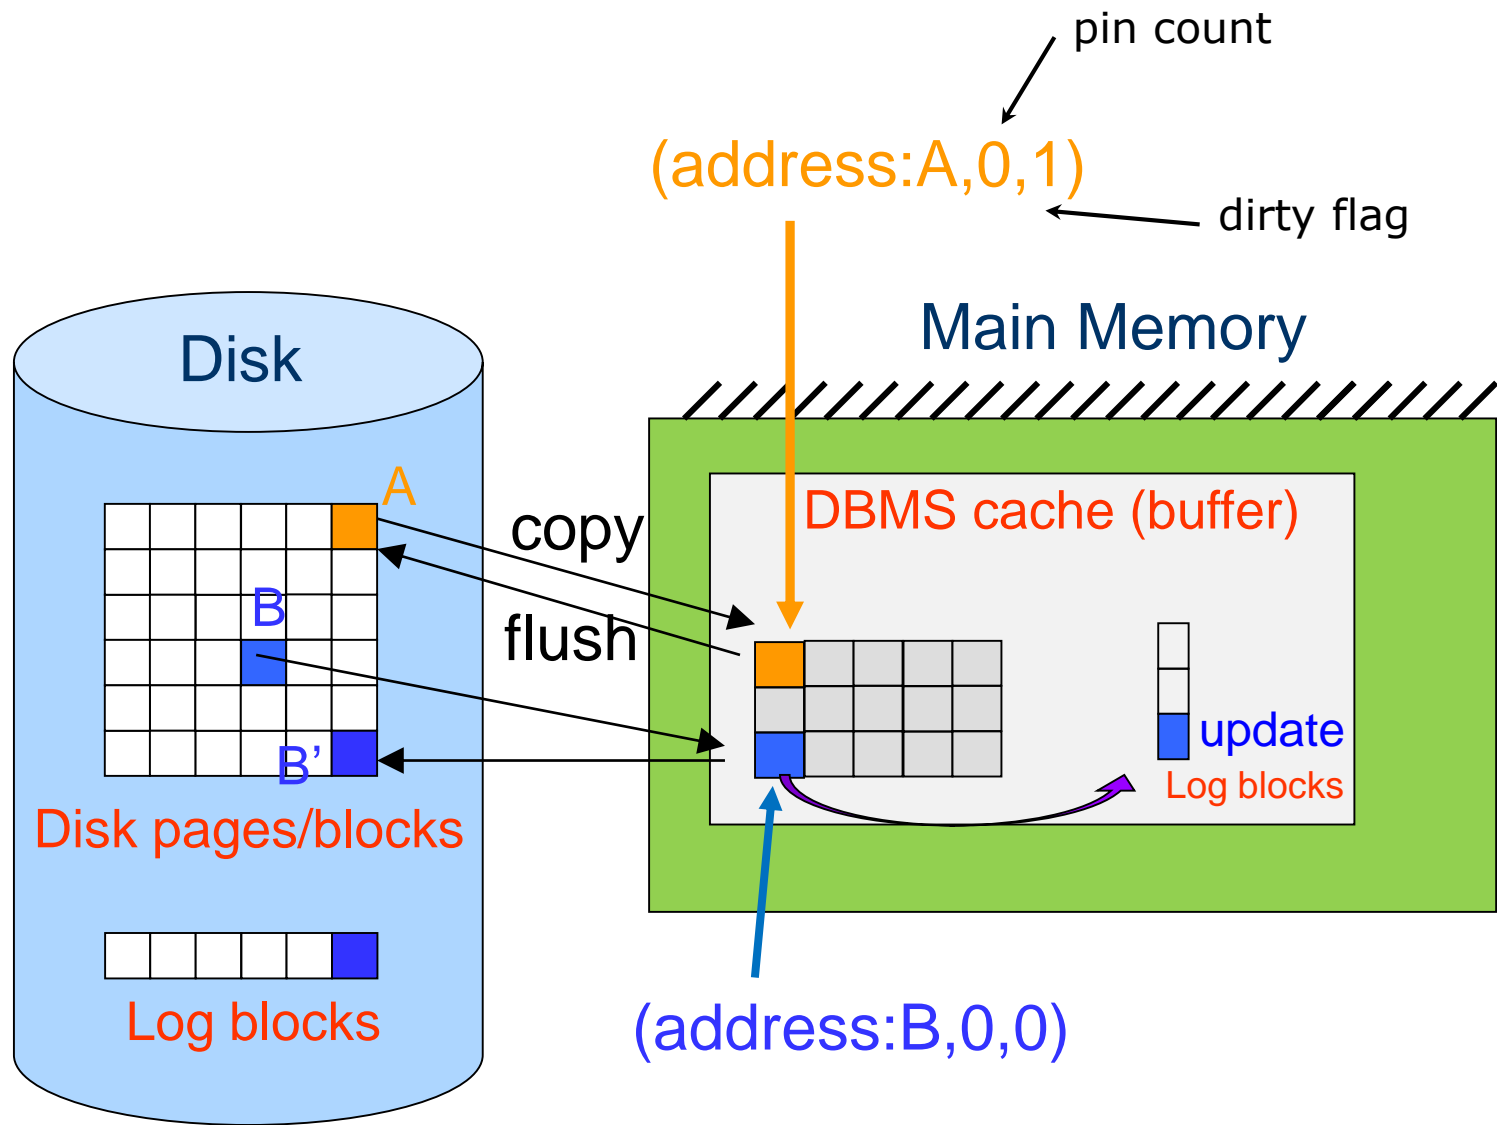 pin count
(address:A,0,1)
dirty flag
Main Memory
Disk
A
copy
DBMS cache (buffer)
B
flush
update
B’
Log blocks
Disk pages/blocks
Log blocks
(address:B,0,0)